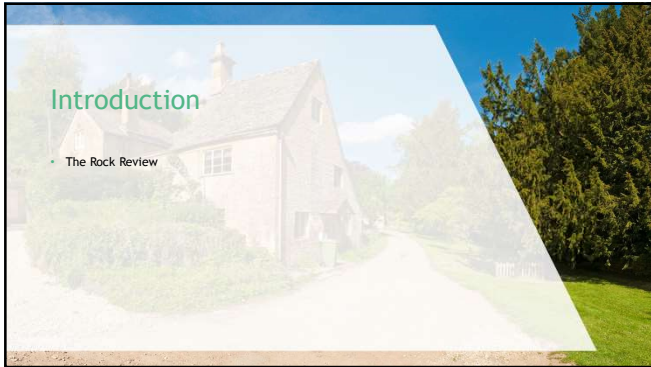 Introduction
• The Rock Review